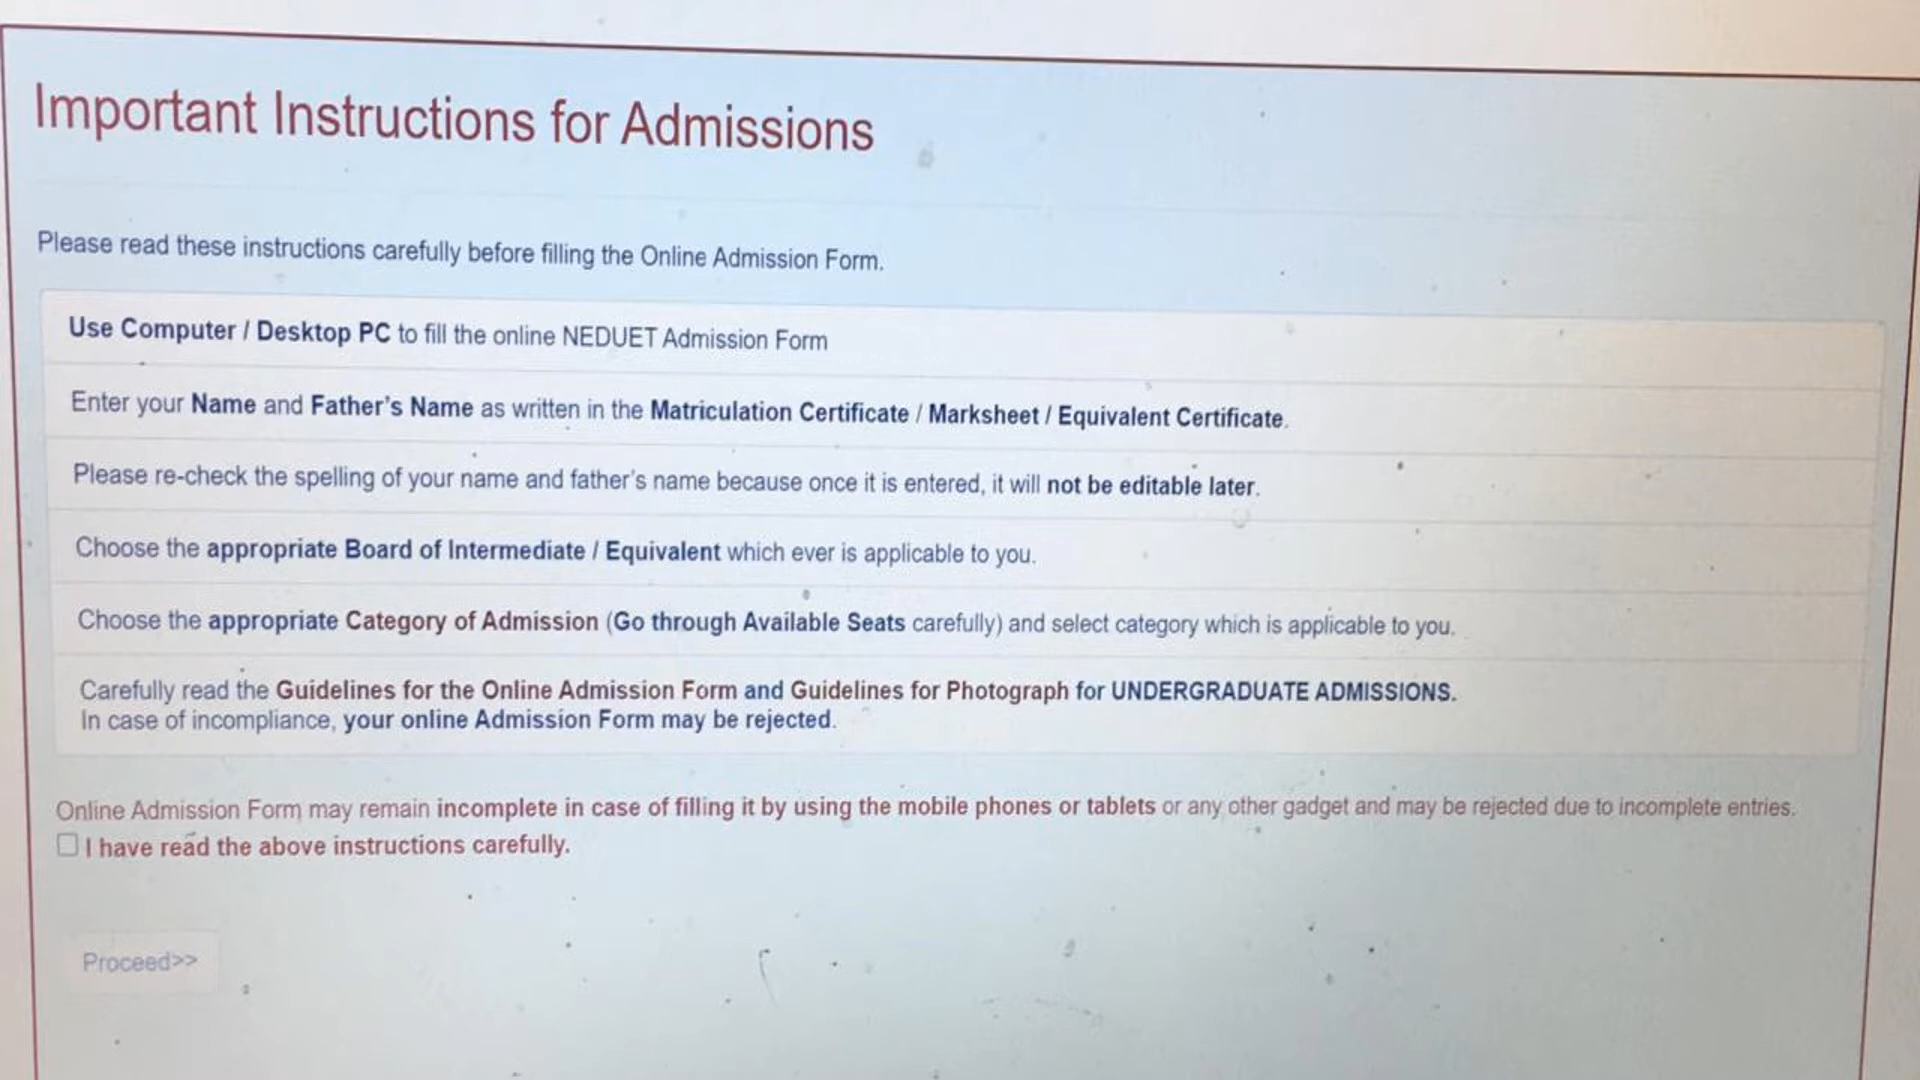 Important Instructions for Admissions
Please read these instructions carefully before filling the Online Admission Form.
Use Computer / Desktop PC to fill the online NEDUET Admission Form
Enter your Name and Father's Name as written in the Matriculation Certificate / Marksheet / Equivalent Certificate.
Please re-check the spelling of your name and father's name because once it is entered, it will not be editable later.
Choose the appropriate Board of Intermediate / Equivalent which ever is applicable to you.
Choose the appropriate Category of Admission (Go through Available Seats carefully) and select category which is applicable to you.
Carefully read the Guidelines for the Online Admission Form and Guidelines for Photograph for UNDERGRADUATE ADMISSIONS.
In case of incompliance, your online Admission Form may be rejected.
Online Admission Form may remain incomplete in case of filling it by using the mobile phones or tablets or any other gadget and may be rejected due to incomplete entries.
I have read the above instructions carefully.
Proceed>>